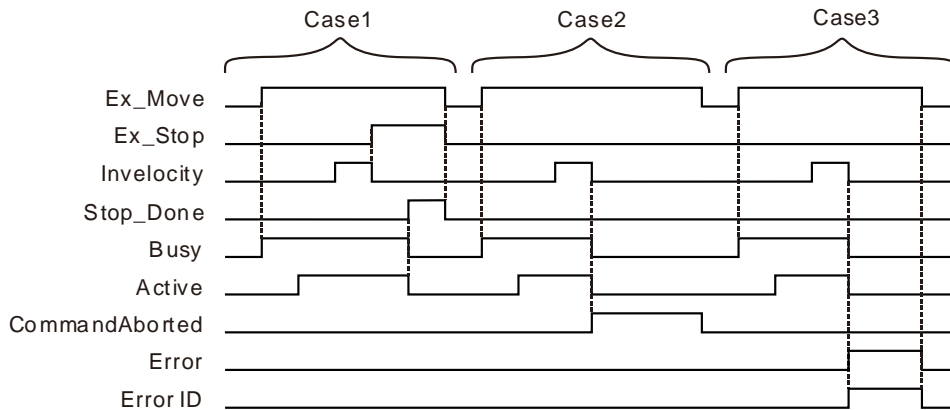 Case1 Case2 Case3
Ex_Move
Ex_Stop
Invelocity
Stop_Done
Busy
Active
CommandAborted
Error
Error ID